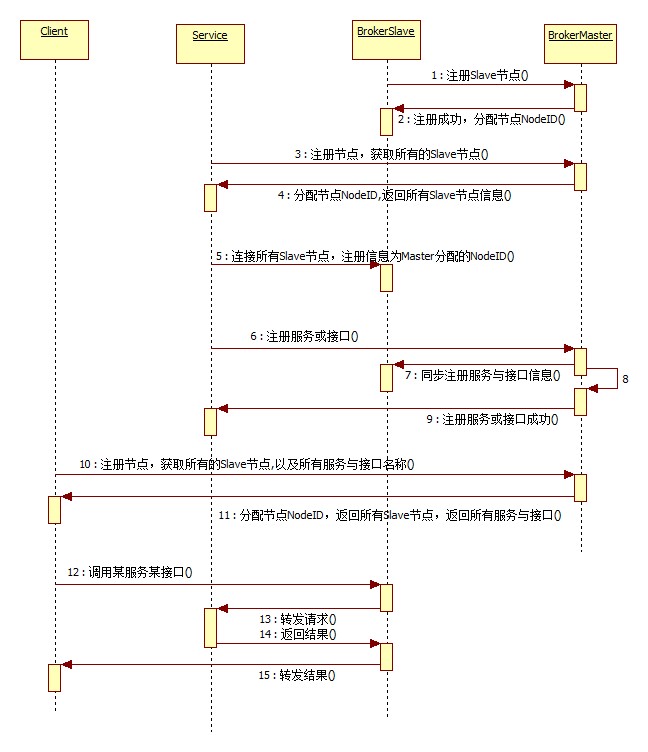 Client
Service
BrokerSlave
BrokerMaster
1 : 注册Slave节点()
2 : 注册成功，分配节点NodeID()
3 : 注册节点，获取所有的Slave节点()
4 : 分配节点NodeID,返回所有Slave节点信息()
5 : 连接所有Slave节点，注册信息为Master分配的NodeID()
6 : 注册服务或接口()
7 : 同步注册服务与接口信息()
8
9 : 注册服务或接口成功()
10 : 注册节点，获取所有的Slave节点,以及所有服务与接口名称()
11 : 分配节点NodeID，返回所有Slave节点，返回所有服务与接口()
12 : 调用某服务某接口()
13 : 转发请求()
14 : 返回结果()
15 : 转发结果()